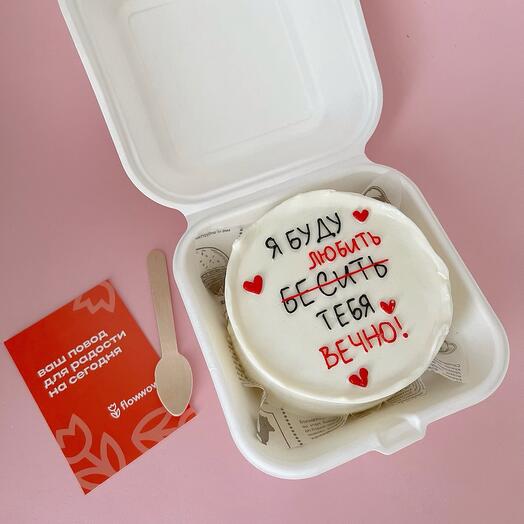 Я БУДУ
ЛЮБИТЬ
БЕСИТЬ
ТЕБЯ
ВЕЧНО!
ваш повод
для радости
на сегодня
flowwow